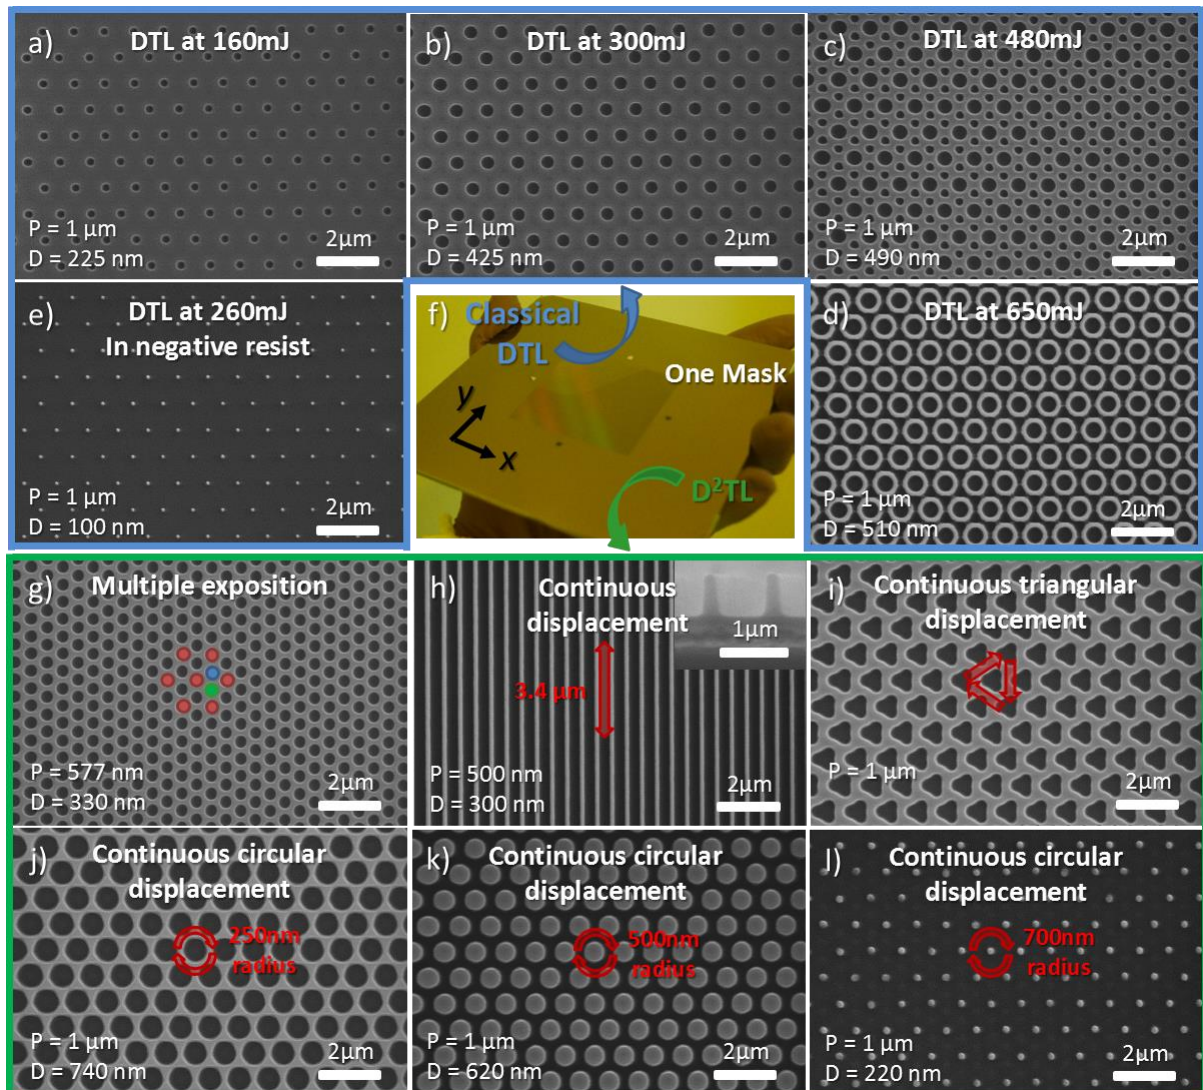 a)
DTL at 160mJ
P = 1 µm
D = 225 nm
2µm
b)
DTL at 300mJ
P = 1 µm
D = 425 nm
2µm
c)
DTL at 480mJ
P = 1 µm
D = 490 nm
2µm
e)
DTL at 260mJ
In negative resist
P = 1 µm
D = 100 nm
2µm
f)
Classical
DTL
One Mask
y
x
D²TL
d)
DTL at 650mJ
P = 1 µm
D = 510 nm
2µm
g)
Multiple exposition
P = 577 nm
D = 330 nm
2µm
h)
Continuous
displacement
1µm
3.4 µm
P = 500 nm
D = 300 nm
2µm
i)
Continuous triangular
displacement
P = 1 µm
2µm
j)
Continuous circular
displacement
250nm
radius
P = 1 µm
D = 740 nm
2µm
k)
Continuous circular
displacement
500nm
radius
P = 1 µm
D = 620 nm
2µm
l)
Continuous circular
displacement
700nm
radius
P = 1 µm
D = 220 nm
2µm